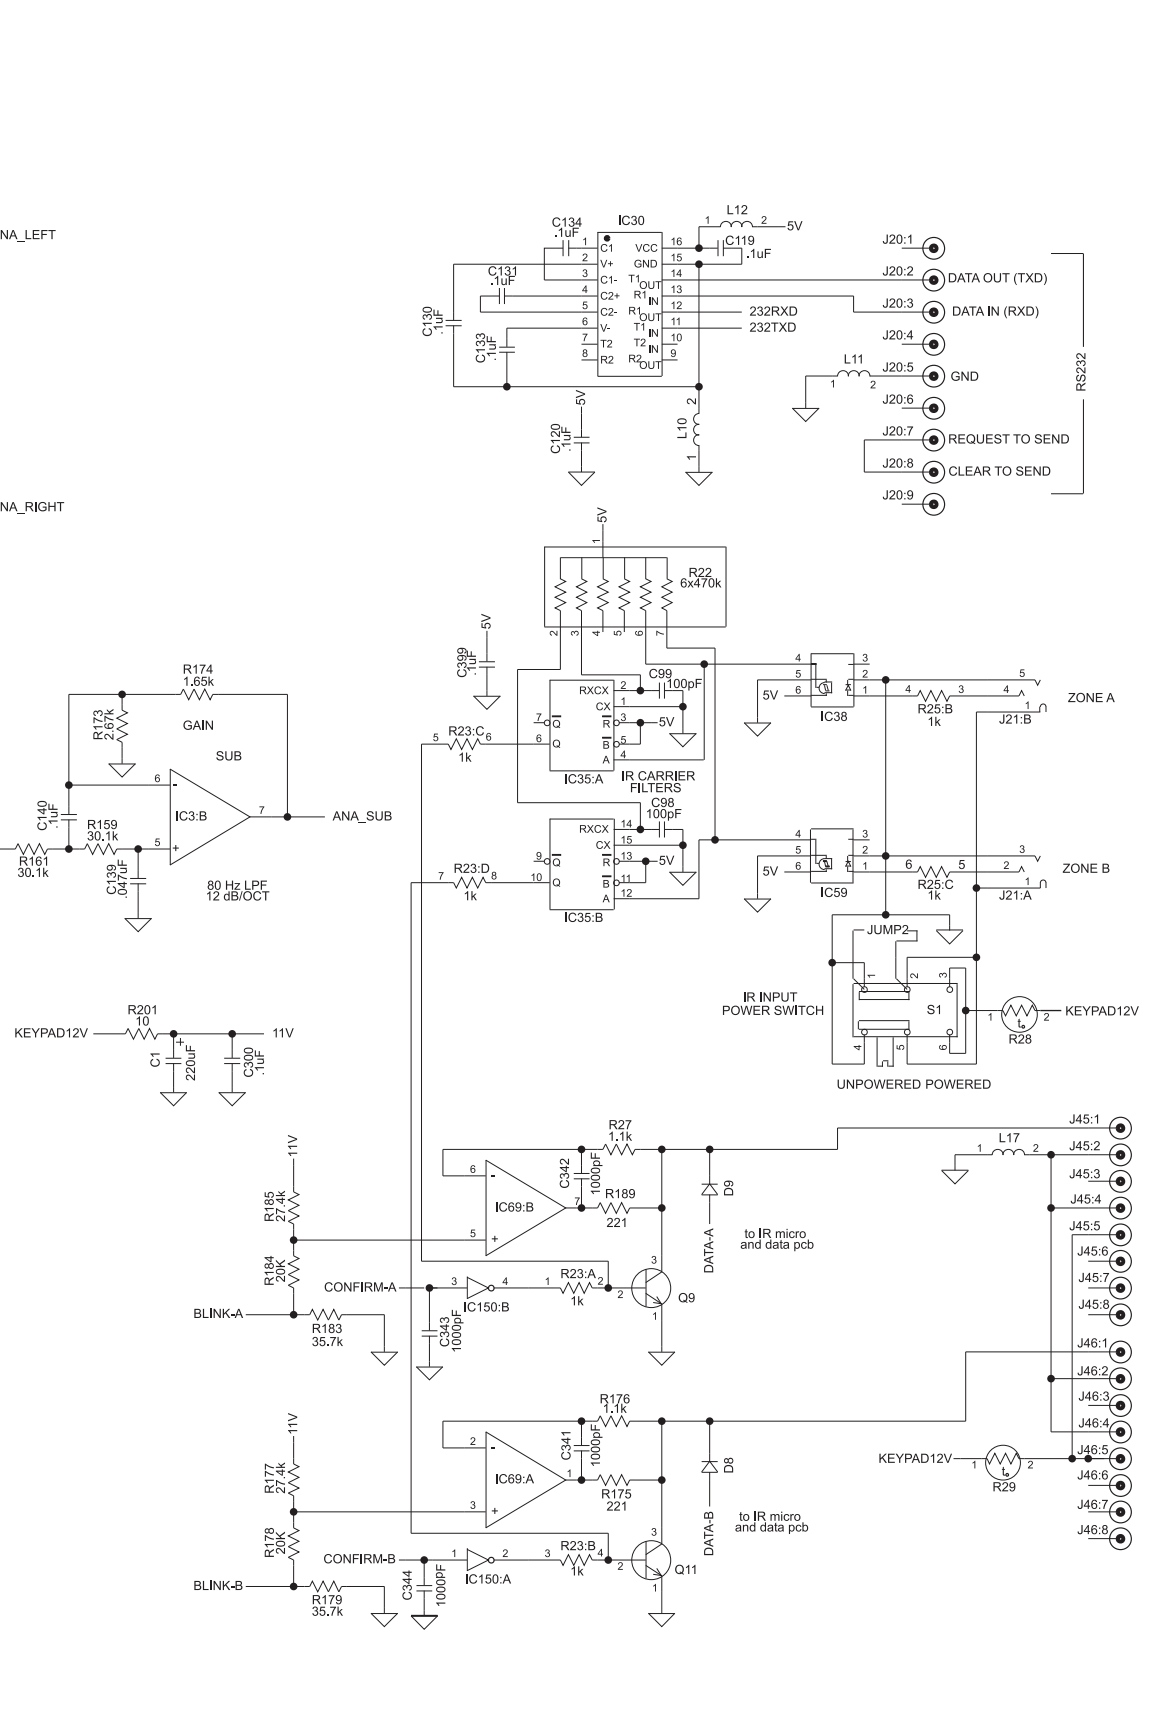 NA_LEFT
NA_RIGHT
IC30
C134
.1uF
C131
.1uF
C130
.1uF
C133
.1uF
1 C1
2 V+
3 C1-
4 C2+
5 C2-
6 V-
7 T2
8 R2
VCC 16
GND 15
T1 OUT 14
R1 IN 13
R1 OUT 12
T1 IN 11
T2 IN 10
R2 OUT 9
1 L12 2 5V
C119
.1uF
232RXD
232TXD
5V
C120
.1uF
2
L10
1
J20:1
J20:2 DATA OUT (TXD)
J20:3 DATA IN (RXD)
J20:4
L11
1 2
J20:5 GND
J20:6
J20:7 REQUEST TO SEND
J20:8 CLEAR TO SEND
J20:9
RS232
5V
1
R22
6x470k
2 3 4 5 6 7
5V
C399
.1uF
RXCX 2
CX 1
R 3
B 5
A 4
7 Q
6 Q
5V
C99
100pF
IC35:A
IR CARRIER
FILTERS
5 R23:C 6
1k
C98
100pF
RXCX 14
CX 15
R 13
B 11
A 12
9 Q
10 Q
5V
IC35:B
7 R23:D 8
1k
4 3
5 2
5V 6 1
IC38
4 R25:B 3
1k
5
4
1
J21:B
ZONE A
4 3
5 2
5V 6 1
IC59
6 R25:C 5
1k
3
2
1
J21:A
ZONE B
JUMP2
1 2 3
IR INPUT
POWER SWITCH
S1
4 5 6
UNPOWERED POWERED
1 t° 2
R28
KEYPAD12V
R174
1.65k
R173
2.67k
GAIN
SUB
6 -
IC3:B
7
5 +
ANA_SUB
C140
.1uF
R159
30.1k
R161
30.1k
C139
.047uF
80 Hz LPF
12 dB/OCT
KEYPAD12V
R201
10
11V
+
C1
220uF
C300
.1uF
11V
R185
27.4k
R184
20K
BLINK-A
R183
35.7k
6 -
IC69:B
7
5 +
C342
1000pF
R27
1.1k
R189
221
D9
DATA-A
to IR micro
and data pcb
CONFIRM-A
3 4
IC150:B
C343
1000pF
1 R23:A 2
1k
3
2
1
Q9
L17
1 2
J45:1
J45:2
J45:3
J45:4
J45:5
J45:6
J45:7
J45:8
J46:1
J46:2
J46:3
J46:4
J46:5
J46:6
J46:7
J46:8
KEYPAD12V
1 t° 2
R29
11V
R177
27.4k
R178
20K
BLINK-B
R179
35.7k
2 -
IC69:A
1
3 +
C341
1000pF
R176
1.1k
R175
221
D8
DATA-B
to IR micro
and data pcb
CONFIRM-B
1 2
IC150:A
C344
1000PF
3 R23:B 4
1k
3
2
1
Q11